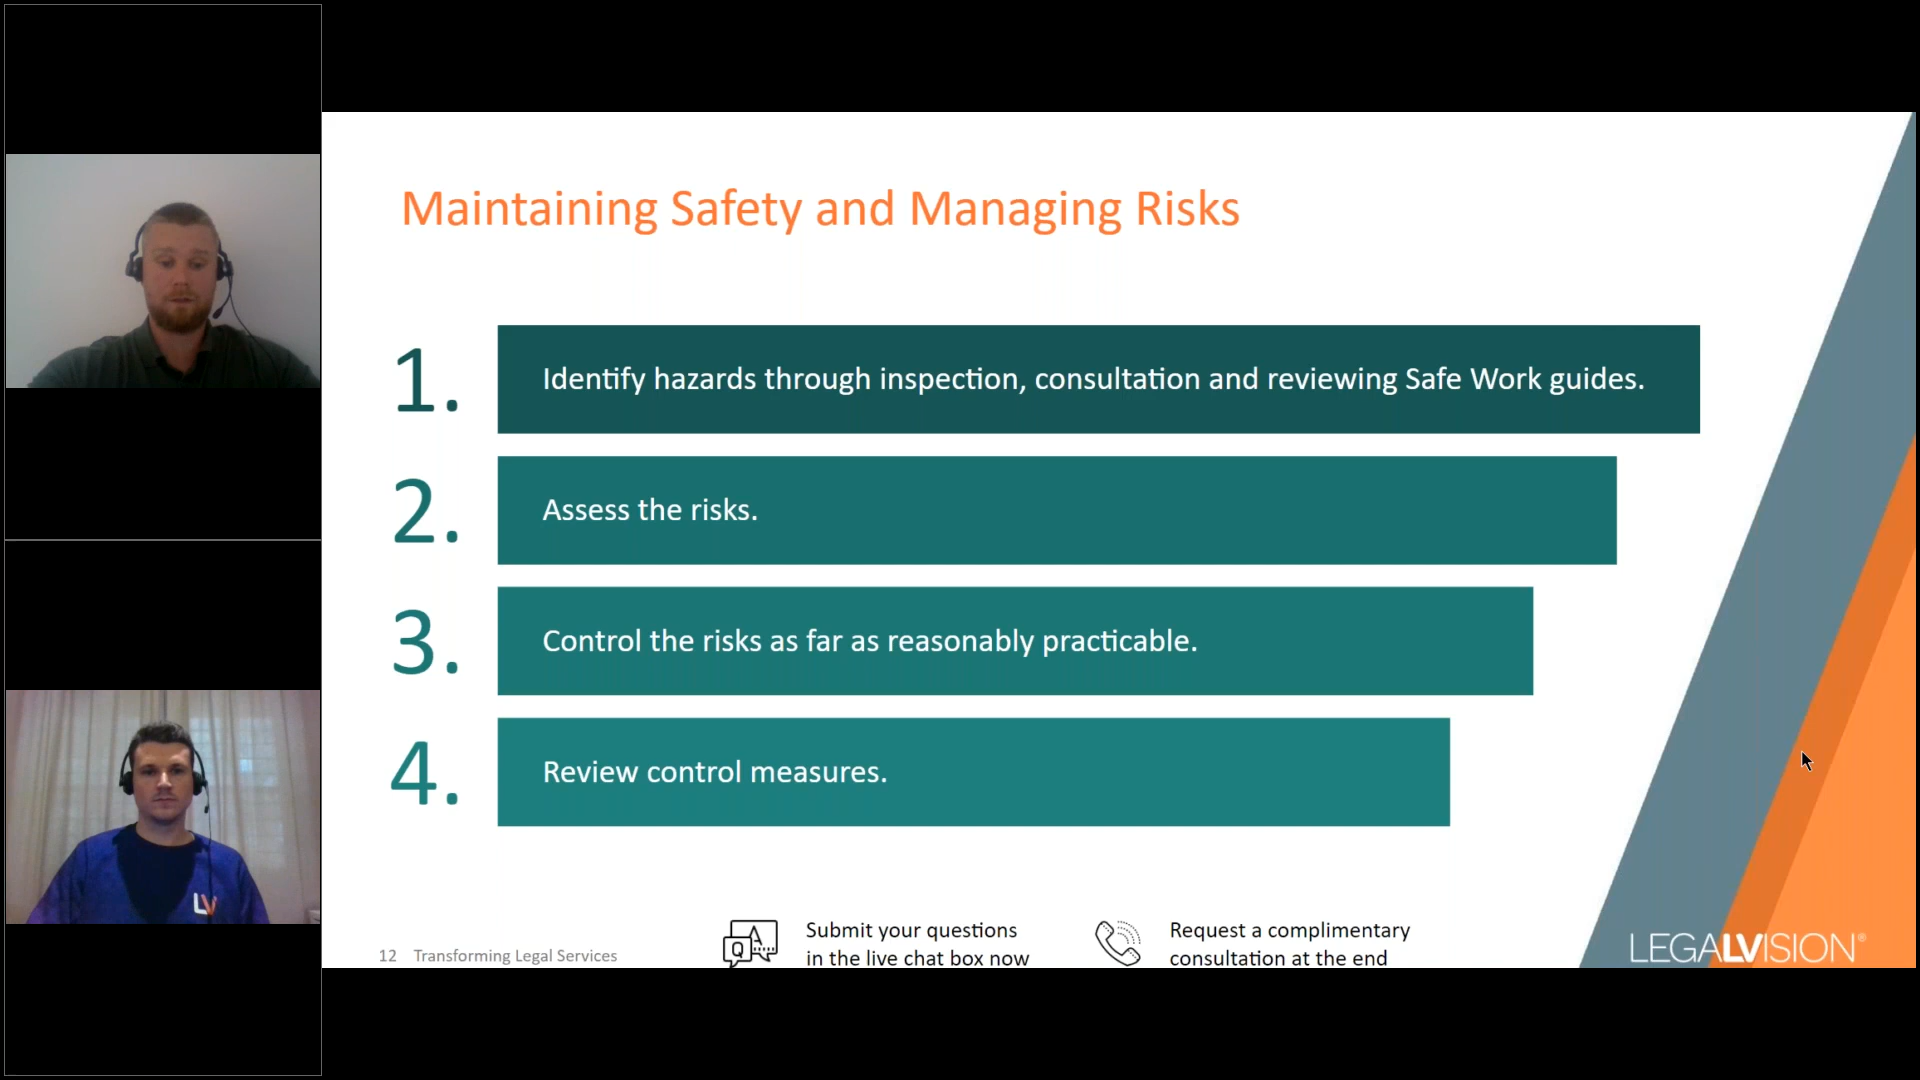 Maintaining Safety and Managing Risks
1.
Identify hazards through inspection, consultation and reviewing Safe Work guides.
2.
Assess the risks.
3.
Control the risks as far as reasonably practicable.
4.
Review control measures.
12 Transforming Legal Services
Q A
Submit your questions
in the live chat box now
Request a complimentary
consultation at the end
LEGALVISION®
LV